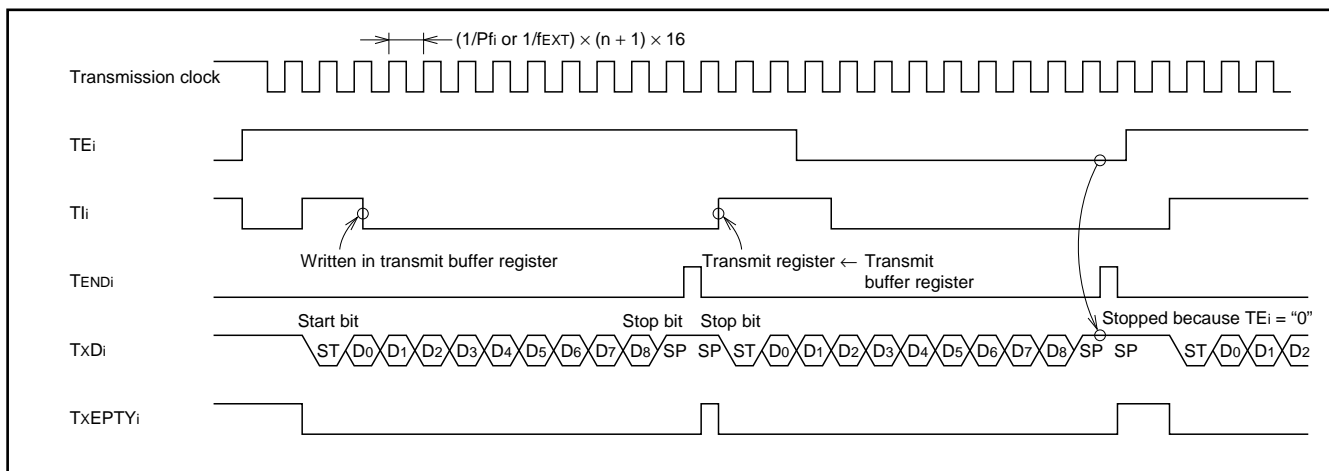 (1/Pfi or 1/fEXT) × (n + 1) × 16
Transmission clock
TEi
TIi
Written in transmit buffer register
Transmit register ← Transmit
buffer register
TENDi
Start bit
Stop bit
Stop bit
Stopped because TEi = “0”
TXDi
ST D0 D1 D2 D3 D4 D5 D6 D7 D8 SP SP ST D0 D1 D2 D3 D4 D5 D6 D7 D8 SP SP ST D0 D1 D2
TXEPTYi